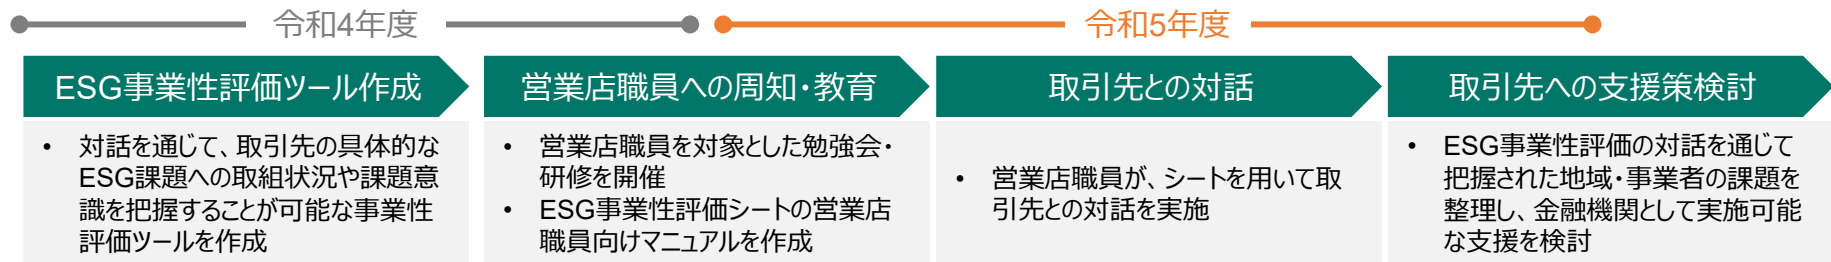 令和4年度
令和5年度
ESG事業性評価ツール作成
営業店職員への周知・教育
取引先との対話
取引先への支援策検討
• 対話を通じて、取引先の具体的な
ESG課題への取組状況や課題意
識を把握することが可能な事業性
評価ツールを作成
• 営業店職員を対象とした勉強会・
研修を開催
• ESG事業性評価シートの営業店
職員向けマニュアルを作成
• 営業店職員が、シートを用いて取
引先との対話を実施
• ESG事業性評価の対話を通じて
把握された地域・事業者の課題を
整理し、金融機関として実施可能
な支援を検討